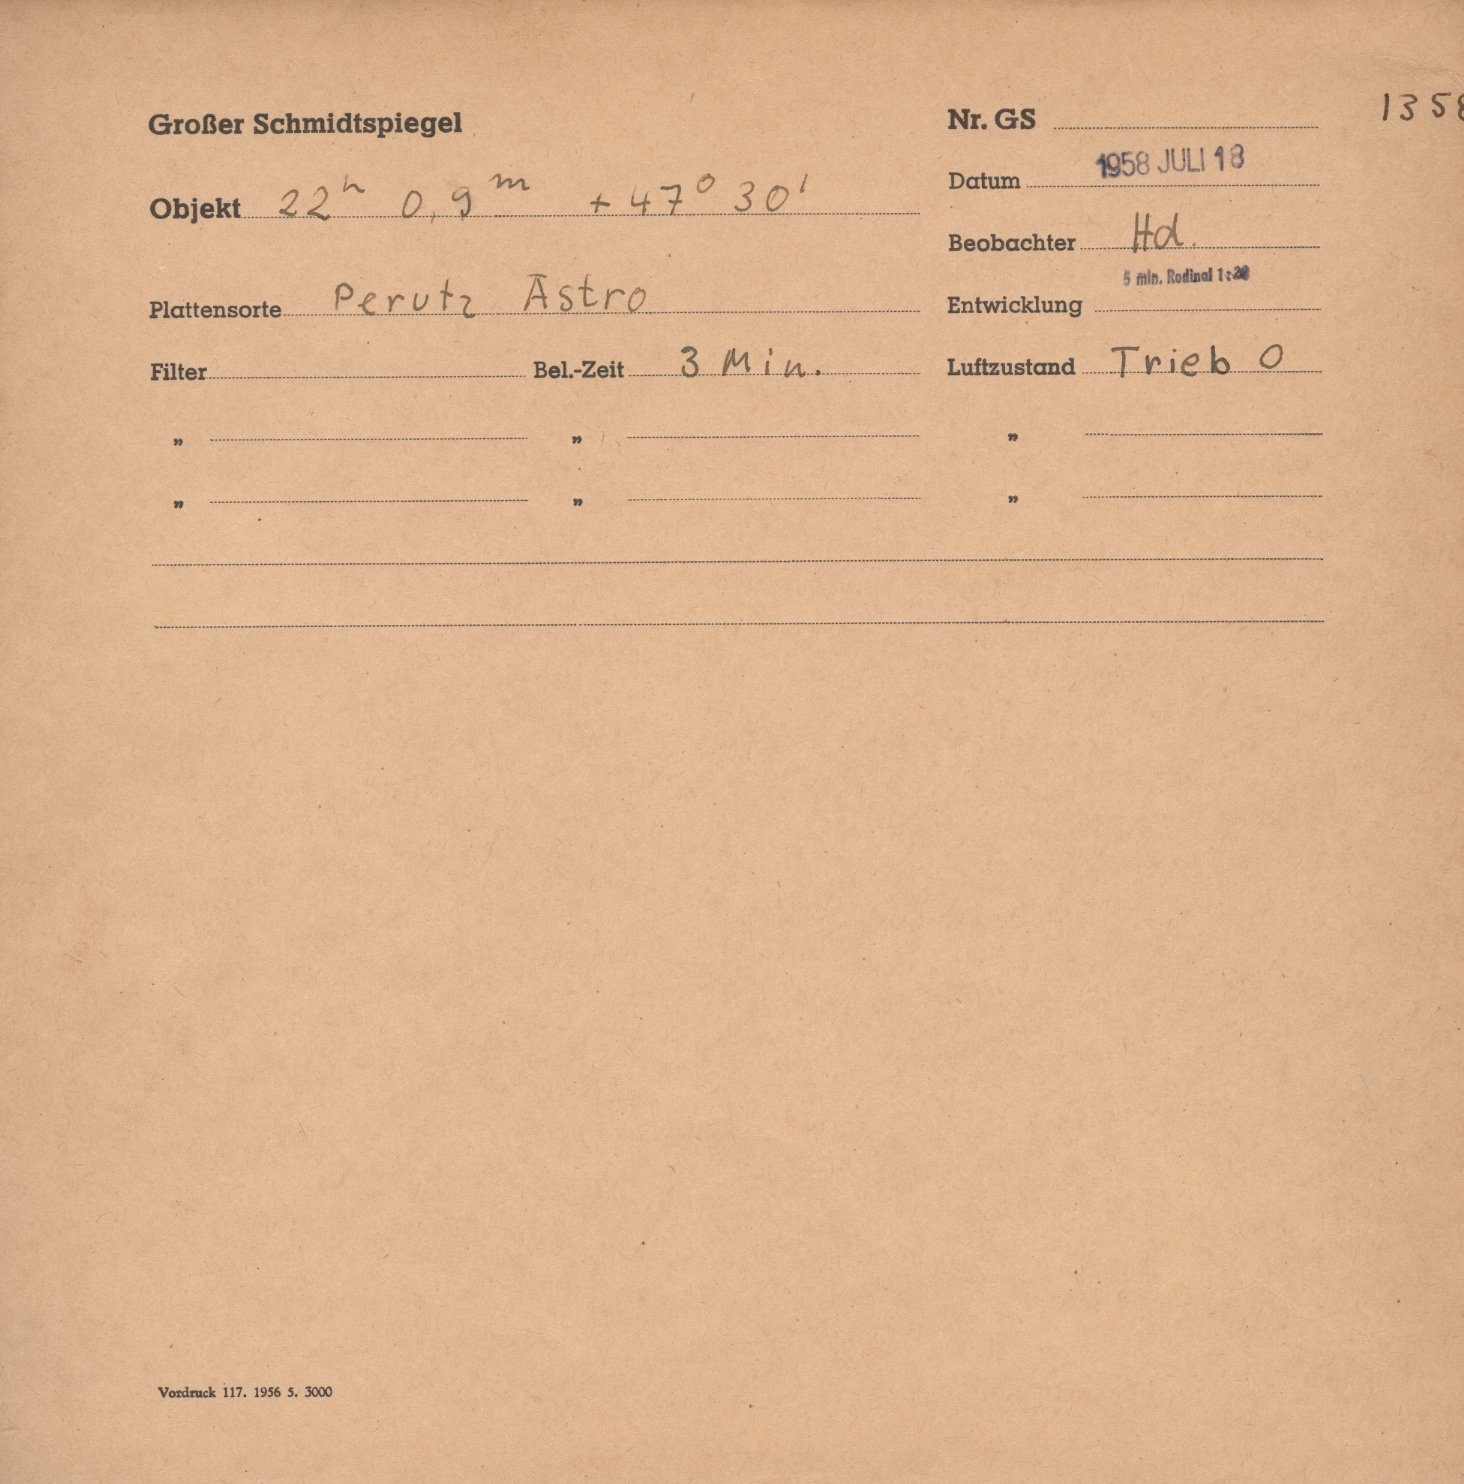 Großer Schmidtspiegel
Nr. GS 1358
Datum 1958 JULI 18
Objekt 22h 0,9m + 47° 30'
Beobachter Hd.
5 min. Rodinal 1:20
Plattensorte Perutz Astro
Entwicklung
Filter Bel.-Zeit 3 Min. Luftzustand Trieb 0
„ „ „
„ „ „
Vordruck 117. 1956 5. 3000